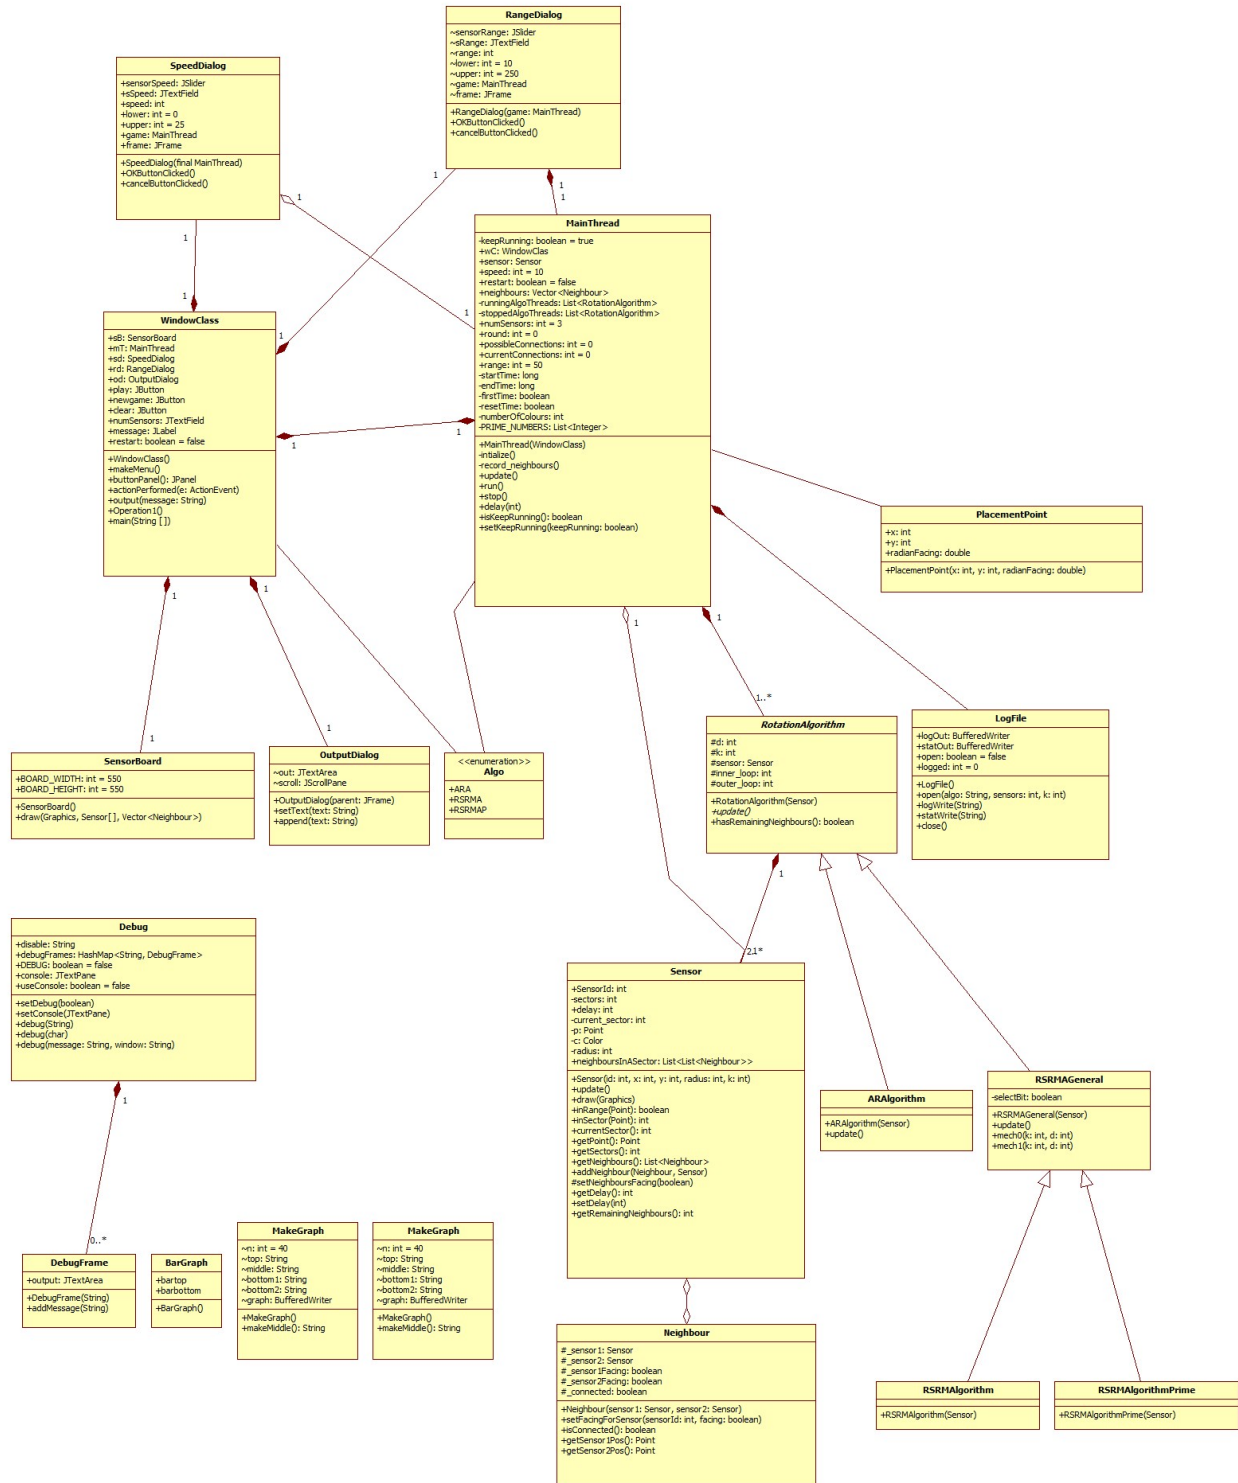 RangeDialog
~sensorRange: JSlider
~sRange: JTextField
~range: int
~lower: int = 10
~upper: int = 250
~game: MainThread
~frame: JFrame
+RangeDialog(game: MainThread)
+OKButtonClicked()
+cancelButtonClicked()
SpeedDialog
+sensorSpeed: JSlider
+sSpeed: JTextField
+speed: int
+lower: int = 0
+upper: int = 25
+game: MainThread
+frame: JFrame
+SpeedDialog(final MainThread)
+OKButtonClicked()
+cancelButtonClicked()
1
1
1
1
1
1
1
1
MainThread
-keepRunning: boolean = true
+wC: WindowClas
+sensor: Sensor
+speed: int = 10
+restart: boolean = false
+neighbours: Vector<Neighbour>
-runningAlgoThreads: List<RotationAlgorithm>
-stoppedAlgoThreads: List<RotationAlgorithm>
+numSensors: int = 3
+round: int = 0
+possibleConnections: int = 0
+currentConnections: int = 0
+range: int = 50
-startTime: long
-endTime: long
-firstTime: boolean
-resetTime: boolean
-numberOfColours: int
-PRIME_NUMBERS: List<Integer>
+MainThread(WindowClass)
-intialize()
-record_neighbours()
+update()
+run()
+stop()
+delay(int)
+isKeepRunning(): boolean
+setKeepRunning(keepRunning: boolean)
WindowClass
+sB: SensorBoard
+mT: MainThread
+sd: SpeedDialog
+rd: RangeDialog
+od: OutputDialog
+play: JButton
+newgame: JButton
+clear: JButton
+numSensors: JTextField
+message: JLabel
+restart: boolean = false
+WindowClass()
+makeMenu()
+buttonPanel(): JPanel
+actionPerformed(e: ActionEvent)
+output(message: String)
+Operation1()
+main(String [])
1
1
1
1
1
1
PlacementPoint
+x: int
+y: int
+radianFacing: double
+PlacementPoint(x: int, y: int, radianFacing: double)
1
1
1..*
SensorBoard
+BOARD_WIDTH: int = 550
+BOARD_HEIGHT: int = 550
+SensorBoard()
+draw(Graphics, Sensor[], Vector<Neighbour>)
OutputDialog
~out: JTextArea
~scroll: JScrollPane
+OutputDialog(parent: JFrame)
+setText(text: String)
+append(text: String)
<<enumeration>>
Algo
+ARA
+RSRMA
+RSRMAP
RotationAlgorithm
#d: int
#k: int
#sensor: Sensor
#inner_loop: int
#outer_loop: int
+RotationAlgorithm(Sensor)
+update()
+hasRemainingNeighbours(): boolean
LogFile
+logOut: BufferedWriter
+statOut: BufferedWriter
+open: boolean = false
+logged: int = 0
+LogFile()
+open(algo: String, sensors: int, k: int)
+logWrite(String)
+statWrite(String)
+close()
1
Debug
+disable: String
+debugFrames: HashMap<String, DebugFrame>
+DEBUG: boolean = false
+console: JTextPane
+useConsole: boolean = false
+setDebug(boolean)
+setConsole(JTextPane)
+debug(String)
+debug(char)
+debug(message: String, window: String)
1
0..*
Sensor
+SensorId: int
-sectors: int
+delay: int
-current_sector: int
-p: Point
-c: Color
-radius: int
+neighboursInASector: List<List<Neighbour>>
+Sensor(id: int, x: int, y: int, radius: int, k: int)
+update()
+draw(Graphics)
+inRange(Point): boolean
+inSector(Point): int
+currentSector(): int
+getPoint(): Point
+getSectors(): int
+getNeighbours(): List<Neighbour>
+addNeighbour(Neighbour, Sensor)
#setNeighboursFacing(boolean)
+getDelay(): int
+setDelay(int)
+getRemainingNeighbours(): int
ARAlgorithm
+ARAlgorithm(Sensor)
+update()
RSRMAGeneral
-selectBit: boolean
+RSRMAGeneral(Sensor)
+update()
+mech0(k: int, d: int)
+mech1(k: int, d: int)
DebugFrame
+output: JTextArea
+DebugFrame(String)
+addMessage(String)
BarGraph
+bartop
+barbottom
+BarGraph()
MakeGraph
~n: int = 40
~top: String
~middle: String
~bottom1: String
~bottom2: String
~graph: BufferedWriter
+MakeGraph()
+makeMiddle(): String
MakeGraph
~n: int = 40
~top: String
~middle: String
~bottom1: String
~bottom2: String
~graph: BufferedWriter
+MakeGraph()
+makeMiddle(): String
Neighbour
#_sensor1: Sensor
#_sensor2: Sensor
#_sensor1Facing: boolean
#_sensor2Facing: boolean
#_connected: boolean
+Neighbour(sensor1: Sensor, sensor2: Sensor)
+setFacingForSensor(sensorId: int, facing: boolean)
+isConnected(): boolean
+getSensor1Pos(): Point
+getSensor2Pos(): Point
RSRMAlgorithm
+RSRMAlgorithm(Sensor)
RSRMAlgorithmPrime
+RSRMAlgorithmPrime(Sensor)